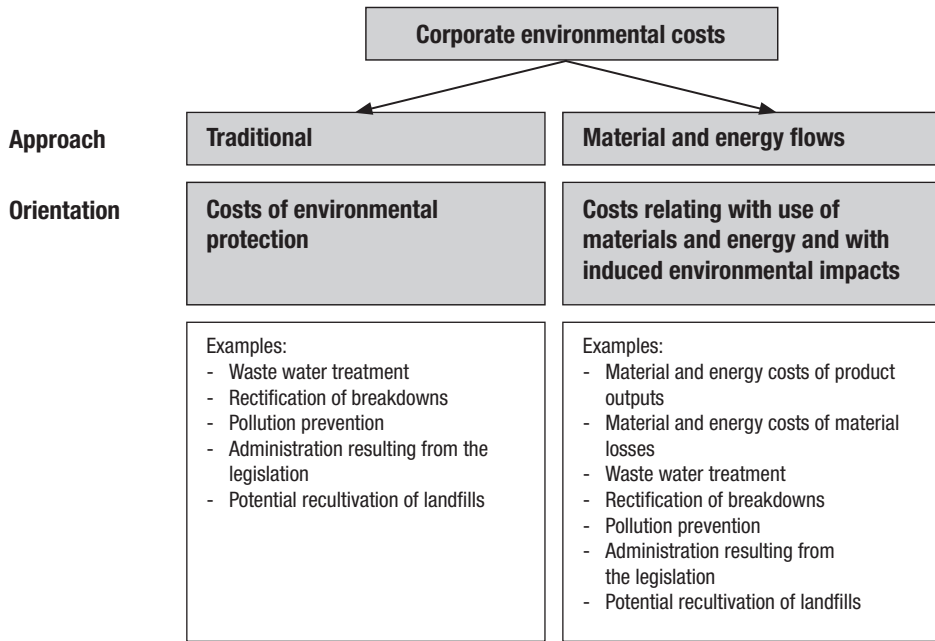 Corporate environmental costs
Approach
Traditional
Material and energy flows
Orientation
Costs of environmental
protection
Costs relating with use of
materials and energy and with
induced environmental impacts
Examples:
- Waste water treatment
- Rectification of breakdowns
- Pollution prevention
- Administration resulting from the
legislation
- Potential recultivation of landfills
Examples:
- Material and energy costs of product
outputs
- Material and energy costs of material
losses
- Waste water treatment
- Rectification of breakdowns
- Pollution prevention
- Administration resulting from
the legislation
- Potential recultivation of landfills